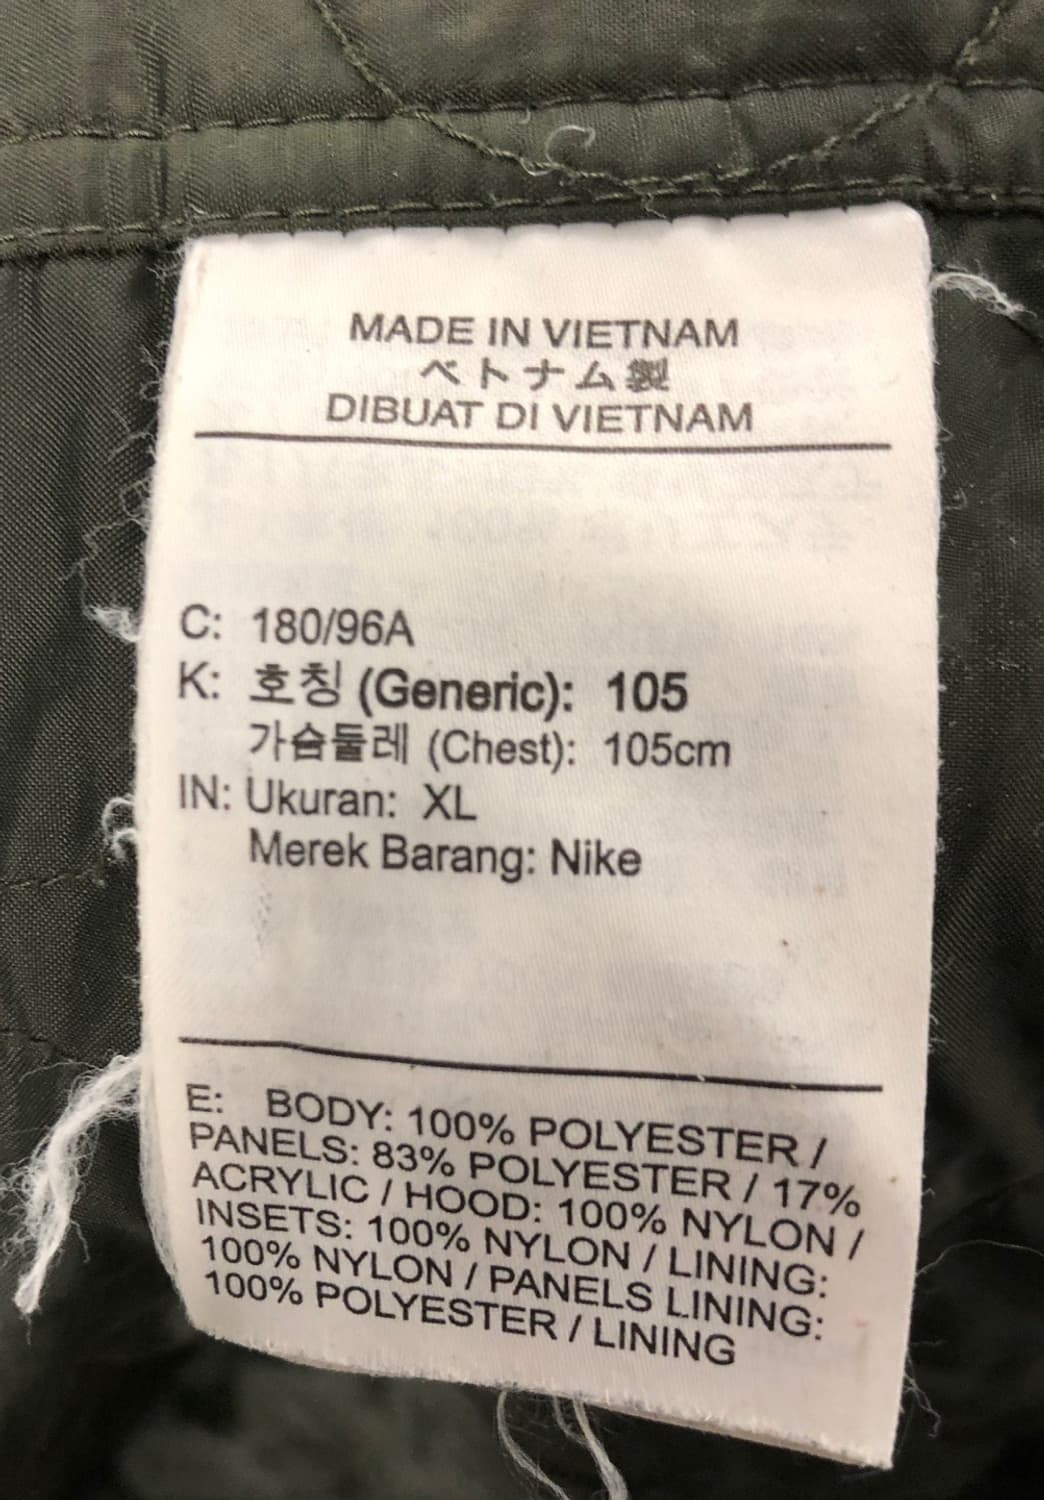 MADE IN VIETNAM
ベトナム製
DIBUAT DI VIETNAM
C: 180/96A
K: 호칭 (Generic): 105
가슴둘레 (Chest): 105cm
IN: Ukuran: XL
Merek Barang: Nike
E: BODY: 100% POLYESTER /
PANELS: 83% POLYESTER / 17%
ACRYLIC / HOOD: 100% NYLON /
INSETS: 100% NYLON / LINING:
100% NYLON / PANELS LINING:
100% POLYESTER / LINING